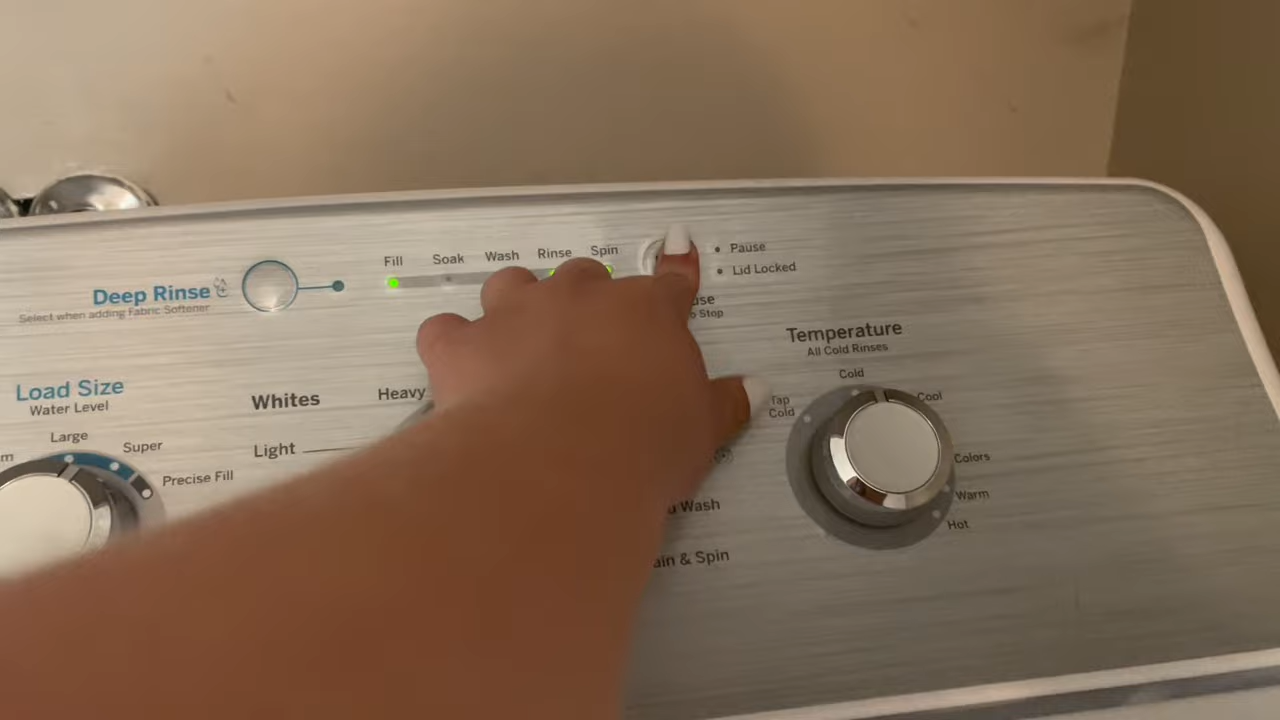 Fill Soak Wash Rinse Spin
Pause
Lid Locked
Deep Rinse
Select when adding Fabric Softener
Stop
Temperature
All Cold Rinses
Load Size
Water Level
Whites
Heavy
Light
Large
Super
Precise Fill
Cold
Cool
Tap
Cold
Colors
Warm
Hot
Wash
& Spin